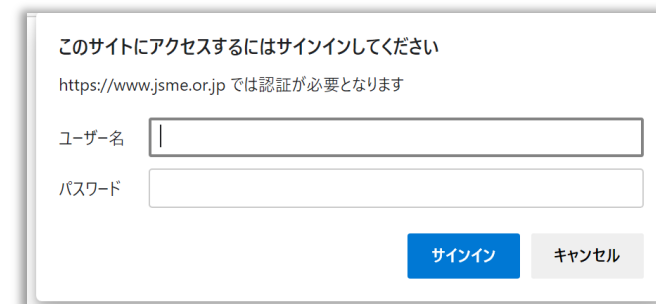 このサイトにアクセスするにはサインインしてください
https://www.jsme.or.jp では認証が必要となります
ユーザー名
パスワード
サインイン キャンセル